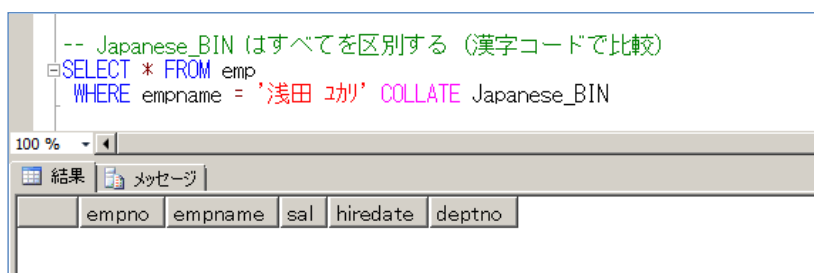 -- Japanese_BIN はすべてを区別する（漢字コードで比較）
SELECT * FROM emp
WHERE empname = '浅田 ﾕｶﾘ' COLLATE Japanese_BIN
100 %
結果 メッセージ
empno empname sal hiredate deptno